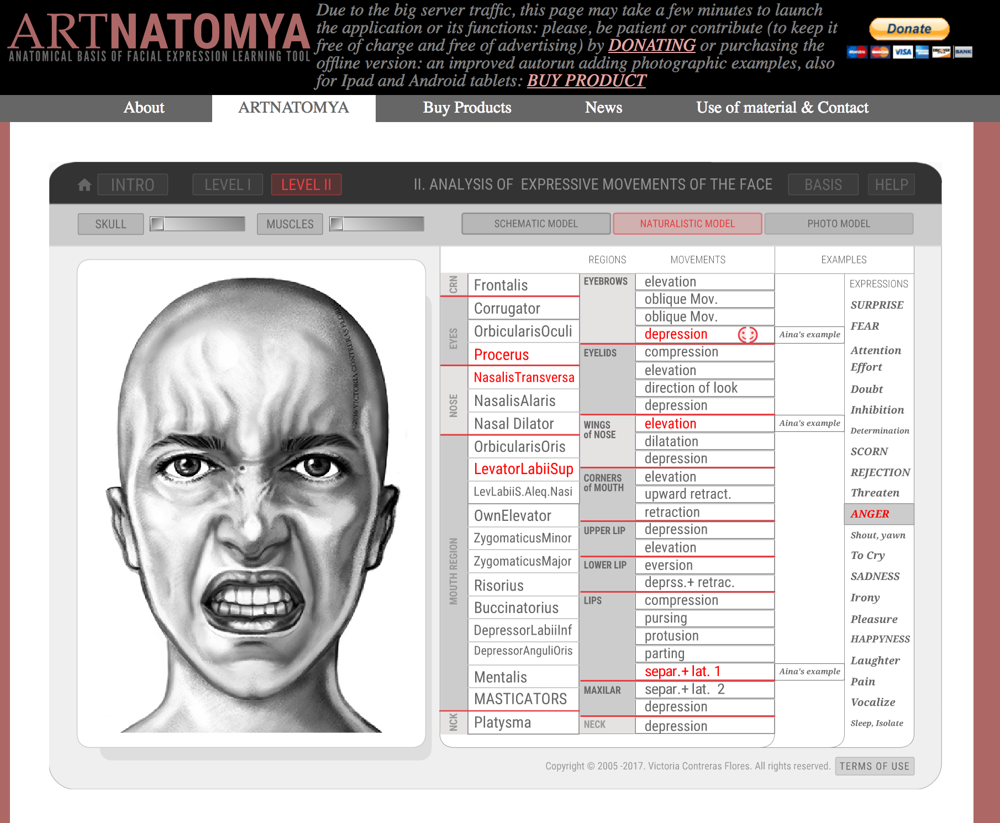 ARTNATOMYA
ANATOMICAL BASIS OF FACIAL EXPRESSION LEARNING TOOL
Due to the big server traffic, this page may take a few minutes to launch
the application or its functions: please, be patient or contribute (to keep it
free of charge and free of advertising) by DONATING or purchasing the
offline version: an improved autorun adding photographic examples, also
for Ipad and Android tablets: BUY PRODUCT
Donate
Maestro MasterCard VISA DISCOVER BANK
About ARTNATOMYA Buy Products News Use of material & Contact
INTRO LEVEL I LEVEL II II. ANALYSIS OF EXPRESSIVE MOVEMENTS OF THE FACE BASIS HELP
SKULL MUSCLES SCHEMATIC MODEL NATURALISTIC MODEL PHOTO MODEL
©2016 VICTORIA CONTRERAS FLORES
REGIONS MOVEMENTS EXAMPLES
CRN
Frontalis
EYES
Corrugator
OrbicularisOculi
Procerus
NOSE
NasalisTransversa
NasalisAlaris
Nasal Dilator
MOUTH REGION
OrbicularisOris
LevatorLabiiSup
LevLabiiS.Aleq.Nasi
OwnElevator
ZygomaticusMinor
ZygomaticusMajor
Risorius
Buccinatorius
DepressorLabiiInf
DepressorAnguliOris
Mentalis
MASTICATORS
NCK
Platysma
EYEBROWS
elevation
oblique Mov.
oblique Mov.
depression
Aina's example
EYELIDS
compression
elevation
direction of look
depression
WINGS
of NOSE
elevation
Aina's example
dilatation
depression
CORNERS
of MOUTH
elevation
upward retract.
retraction
UPPER LIP
depression
elevation
LOWER LIP
eversion
deprss.+ retrac.
LIPS
compression
pursing
protusion
parting
separ.+ lat. 1
Aina's example
MAXILAR
separ.+ lat. 2
depression
NECK
depression
EXPRESSIONS
SURPRISE
FEAR
Attention
Effort
Doubt
Inhibition
Determination
SCORN
REJECTION
Threaten
ANGER
Shout, yawn
To Cry
SADNESS
Irony
Pleasure
HAPPYNESS
Laughter
Pain
Vocalize
Sleep, Isolate
Copyright © 2005 -2017. Victoria Contreras Flores. All rights reserved. TERMS OF USE